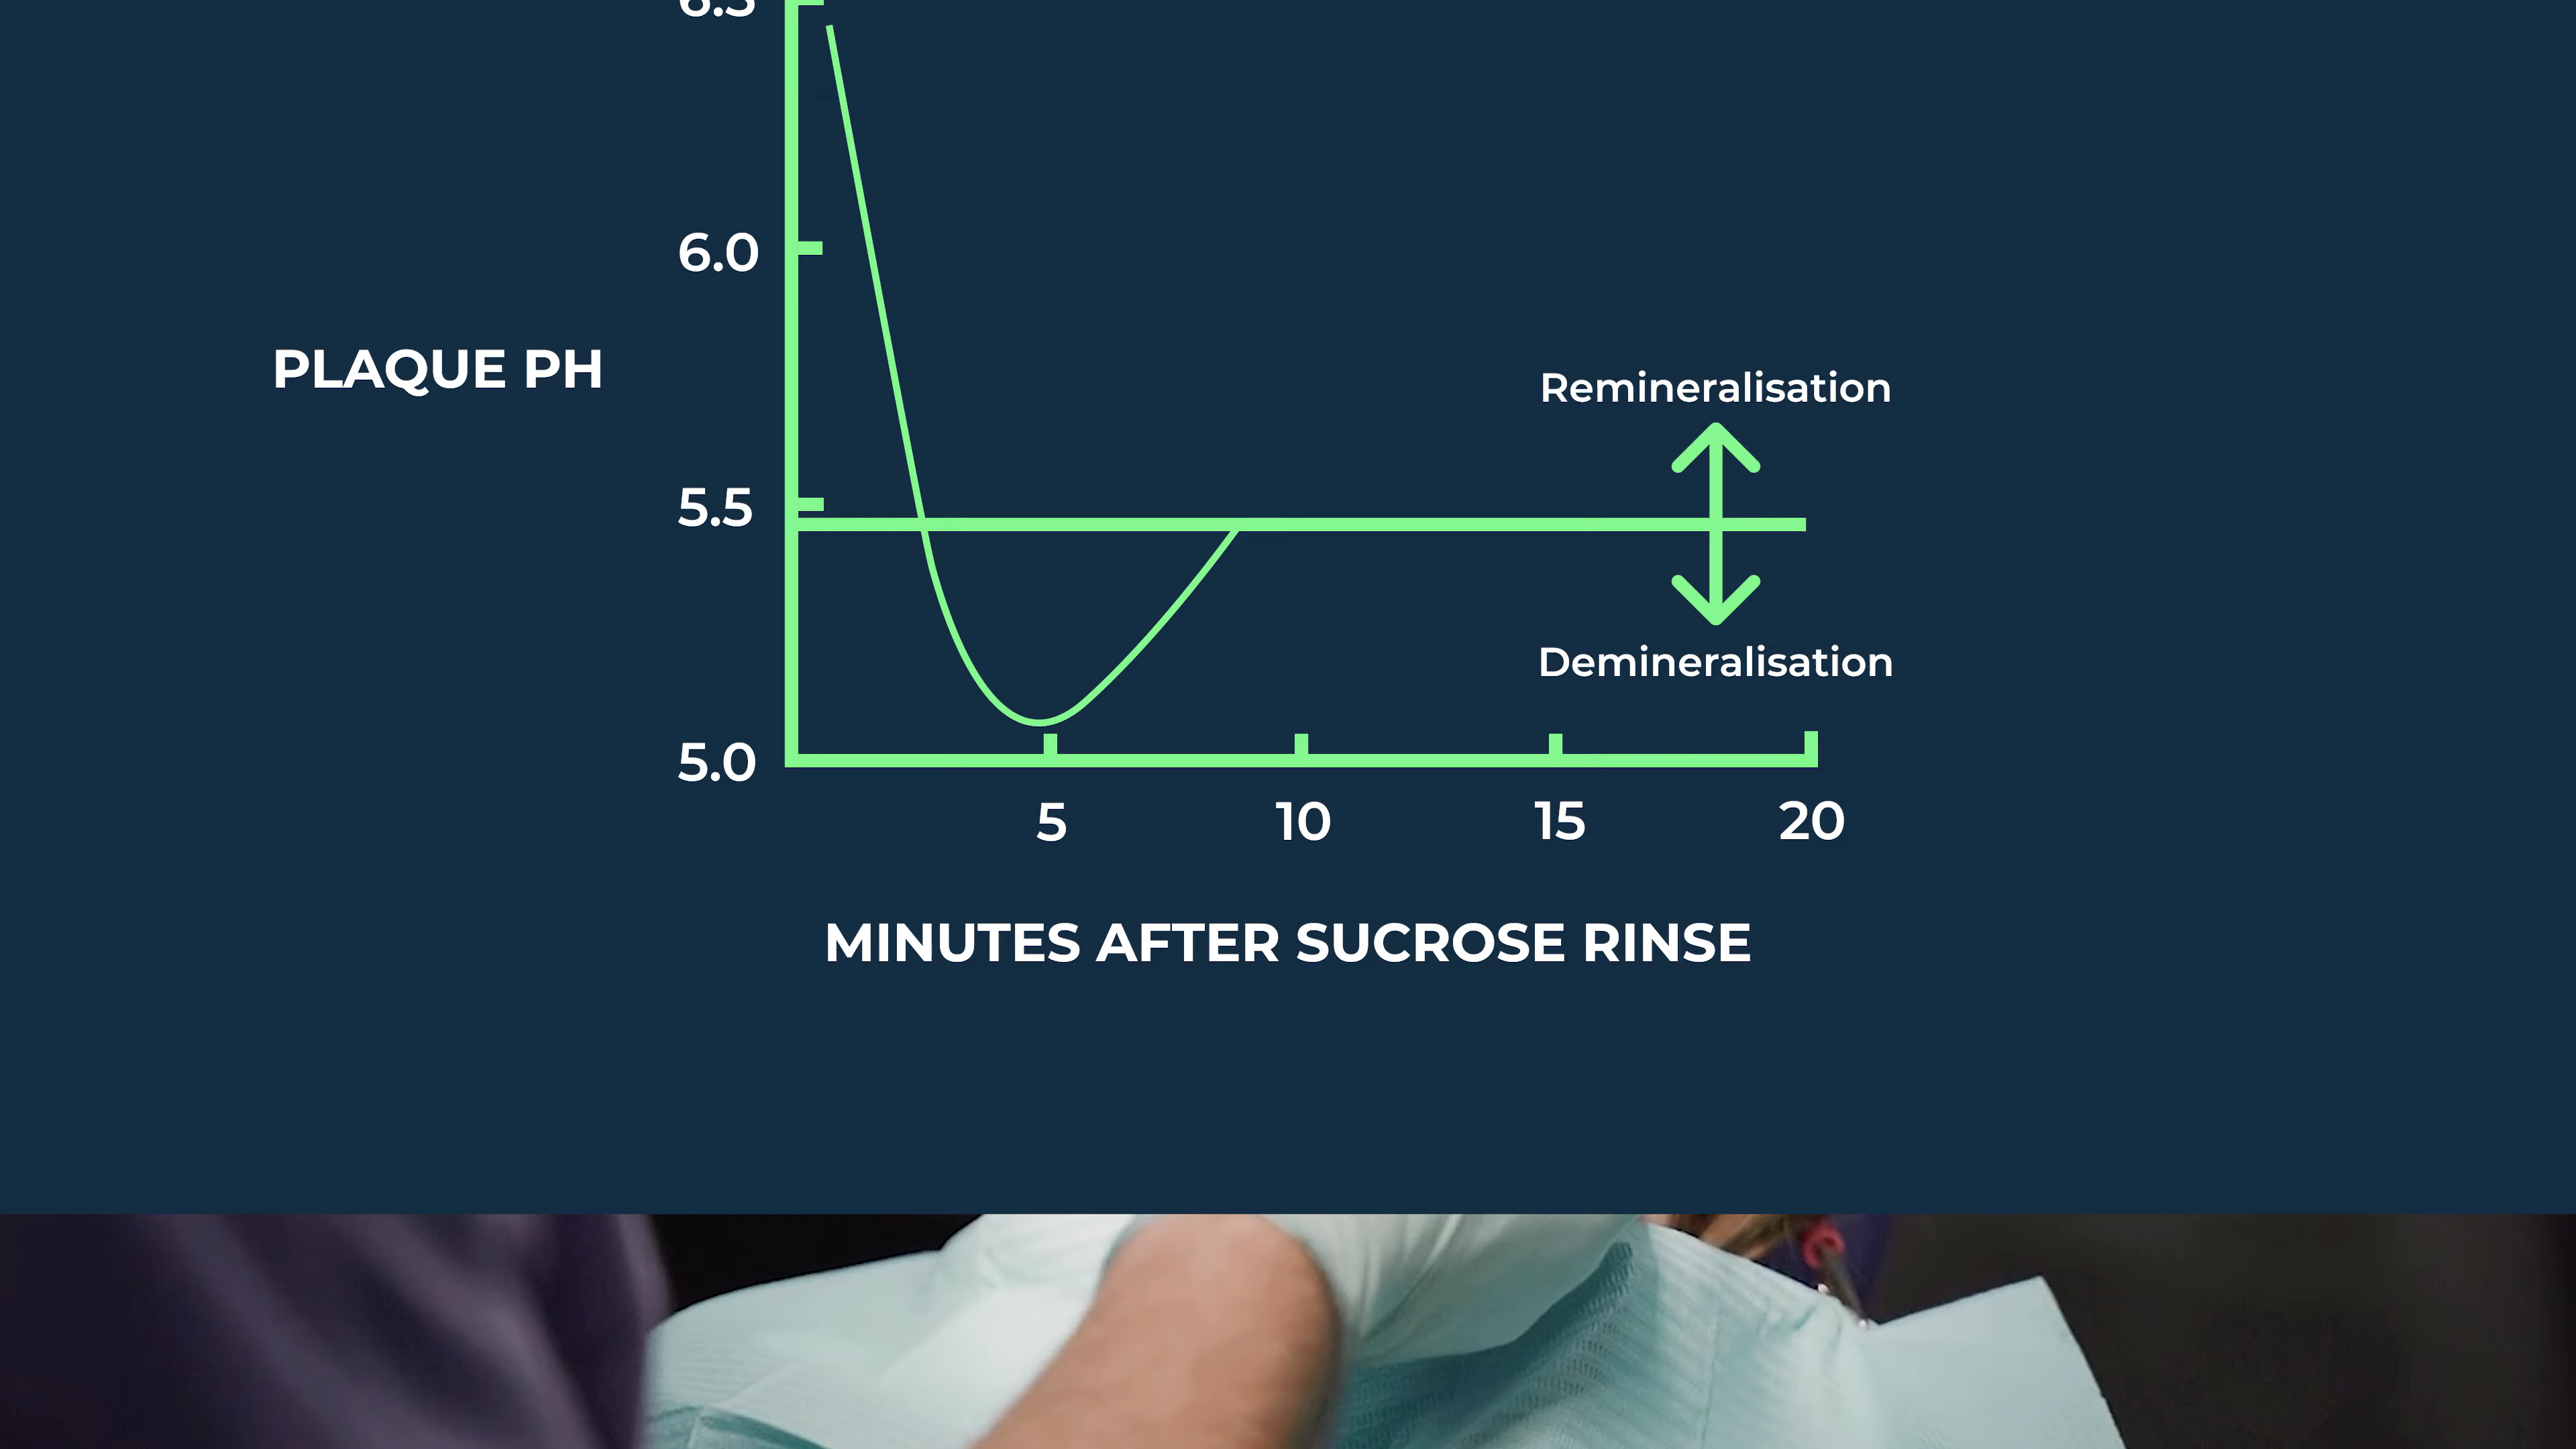 6.0
PLAQUE PH
Remineralisation
5.5
Demineralisation
5.0
5 10 15 20
MINUTES AFTER SUCROSE RINSE